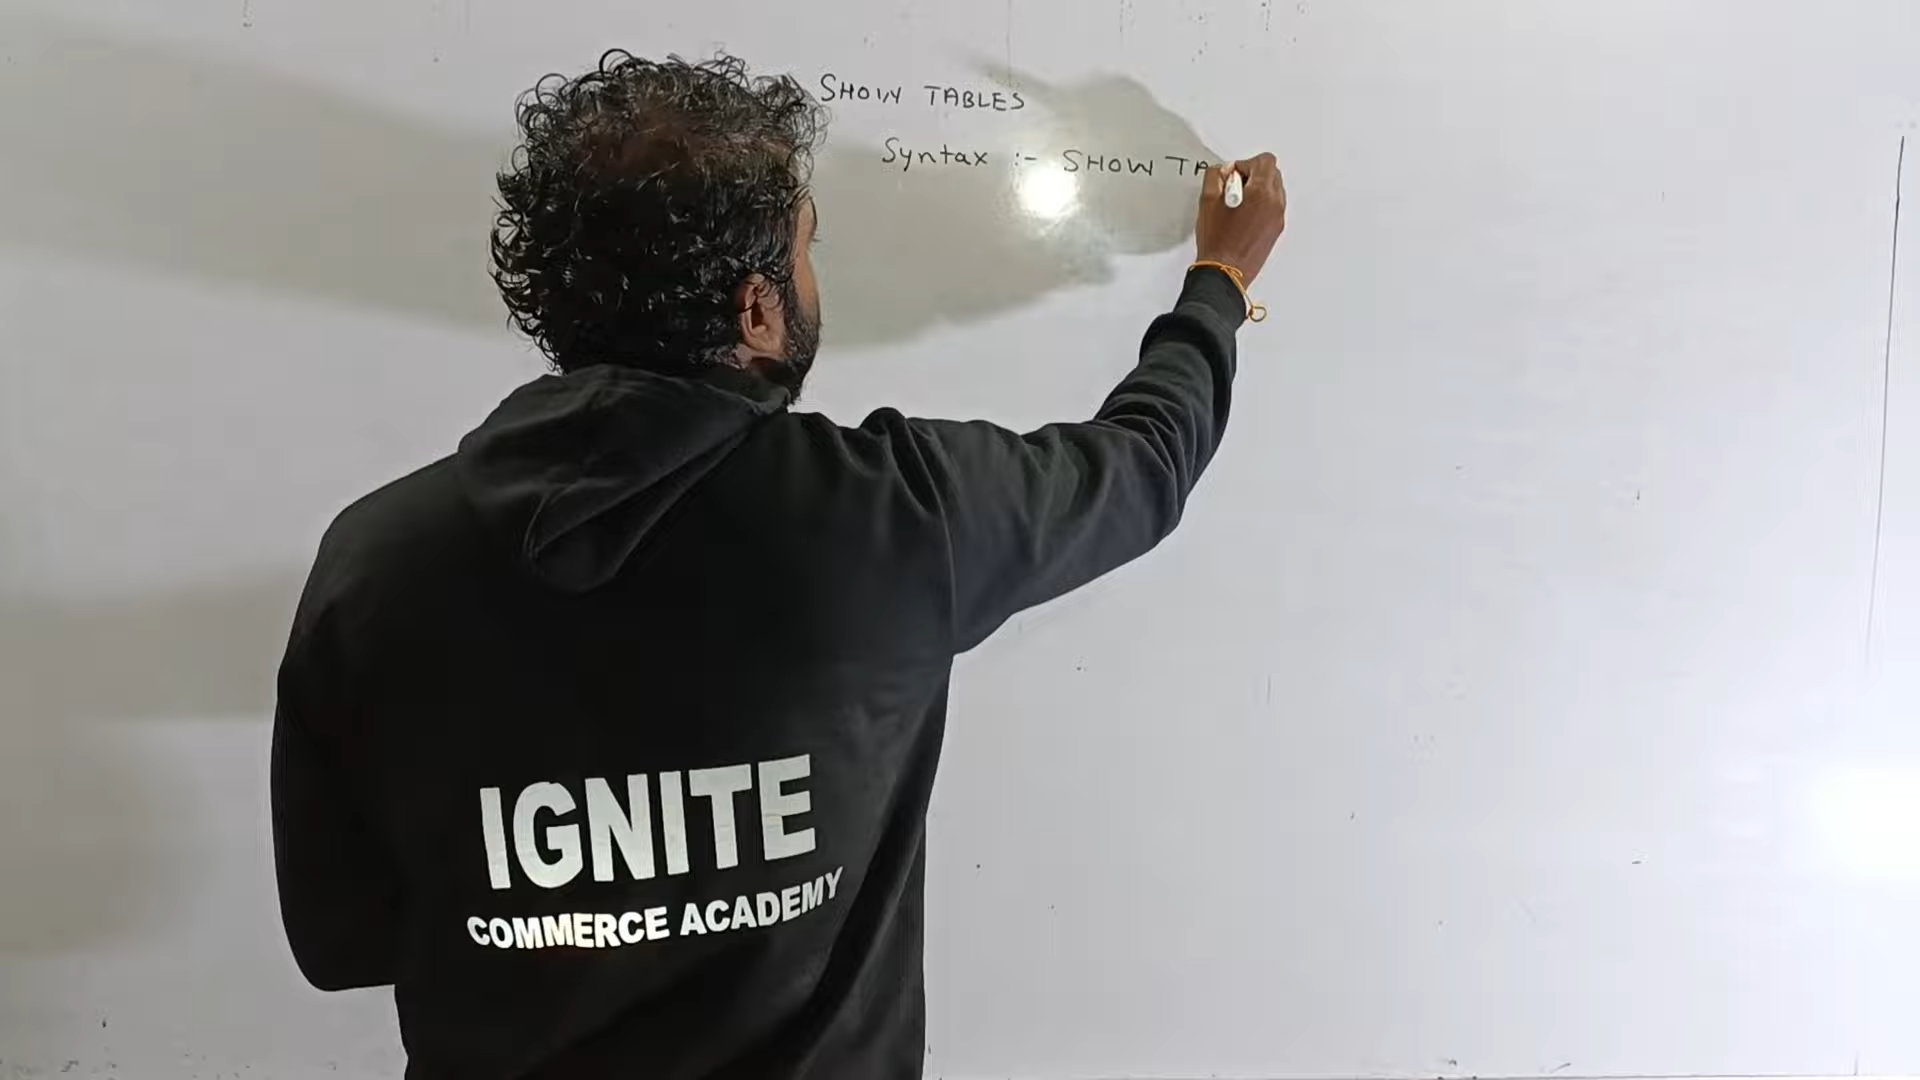 SHOW TABLES
Syntax :- SHOW TA
IGNITE
COMMERCE ACADEMY